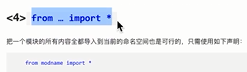 <4> from … import *
把一个模块的所有内容全都导入到当前的命名空间也是可行的，只需使用如下声明：
from modname import *